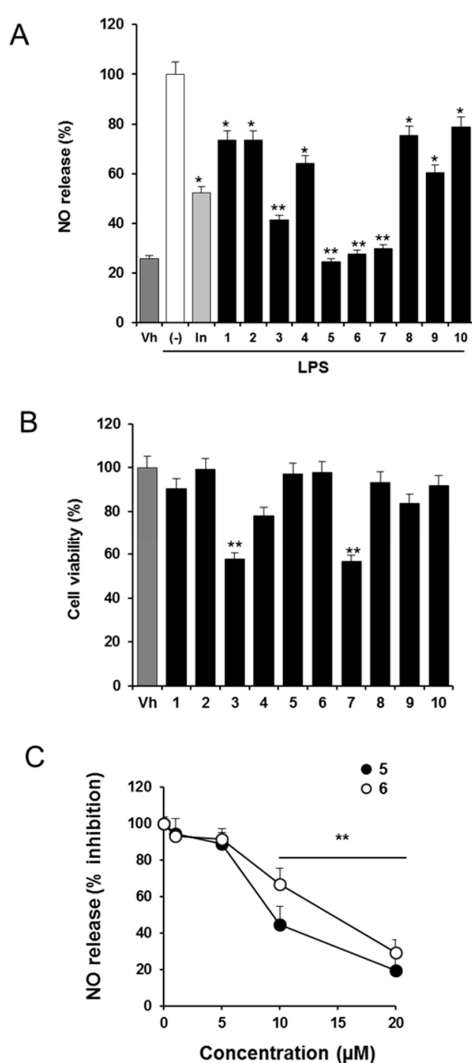 A
NO release (%)
120
100
80
60
40
20
0
* * * ** * ** ** ** * * *
Vh (-) In 1 2 3 4 5 6 7 8 9 10
LPS
B
Cell viability (%)
120
100
80
60
40
20
0
** **
Vh 1 2 3 4 5 6 7 8 9 10
C
NO release (% inhibition)
120
100
80
60
40
20
0
5
6
**
0 5 10 15 20
Concentration (µM)